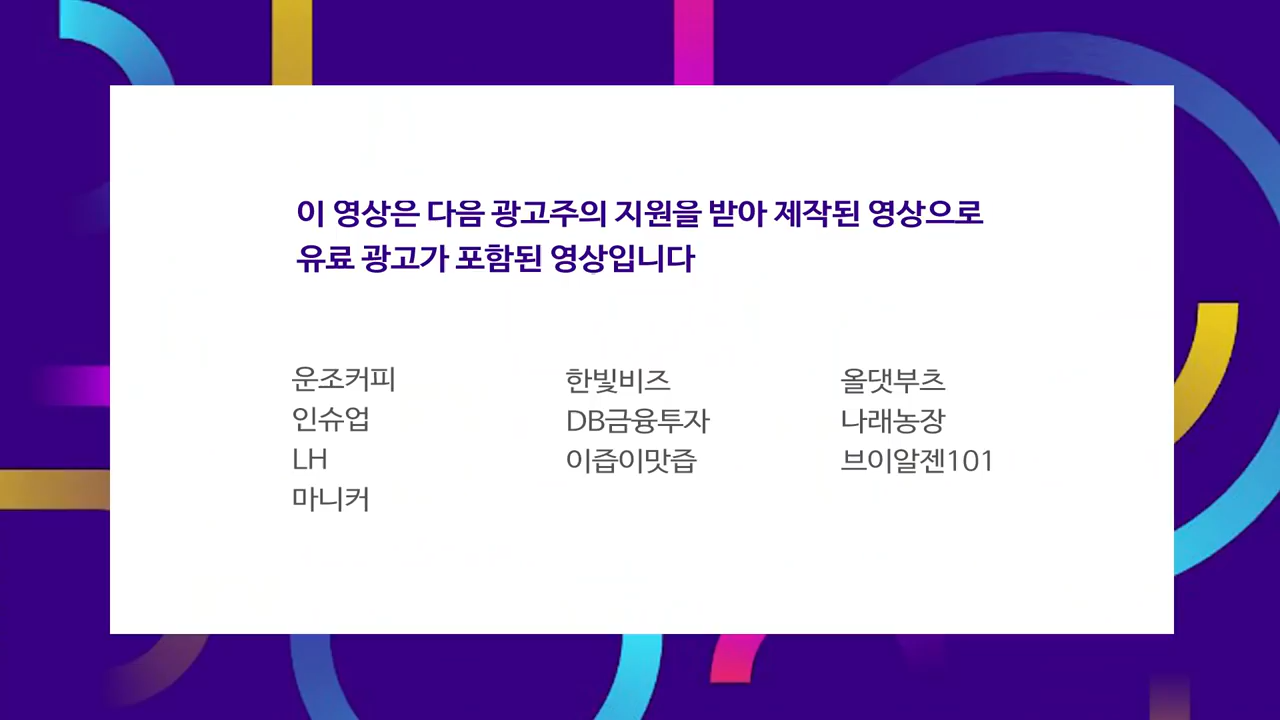 이 영상은 다음 광고주의 지원을 받아 제작된 영상으로
유료 광고가 포함된 영상입니다
운조커피
인슈업
LH
마니커
한빛비즈
DB금융투자
이즙이맛즙
올댓부츠
나래농장
브이알젠101